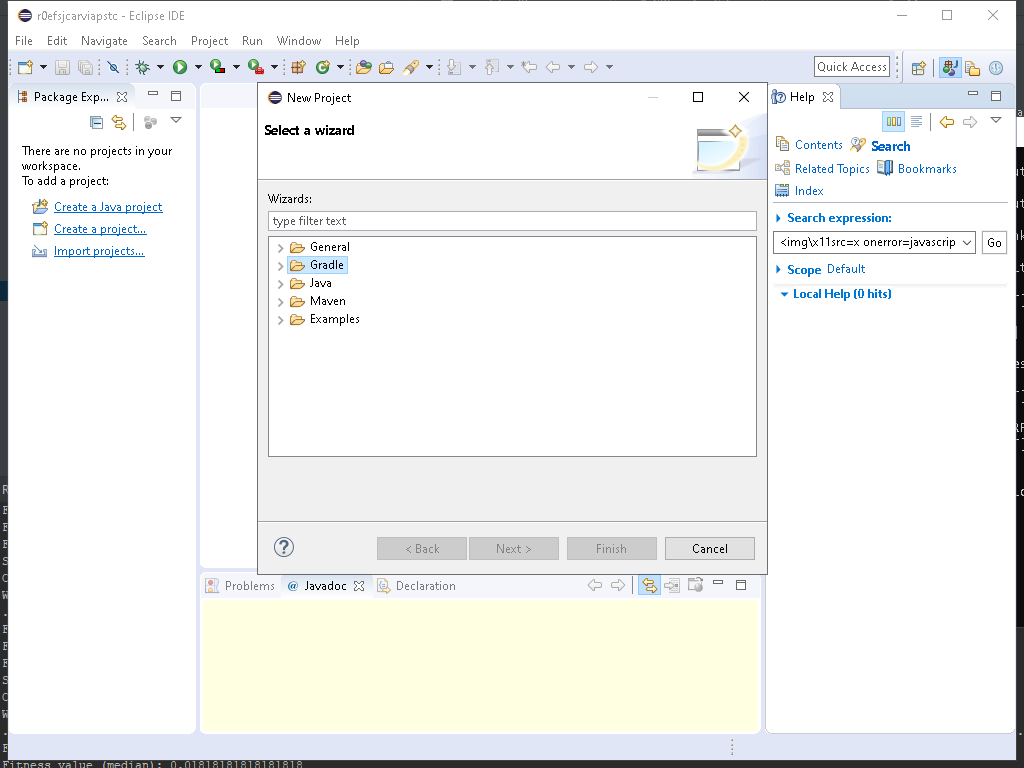 r0efsjcarviapstc - Eclipse IDE
File Edit Navigate Search Project Run Window Help
Quick Access
Package Exp...
There are no projects in your
workspace.
To add a project:
Create a Java project
Create a project...
Import projects...
New Project
Select a wizard
Wizards:
type filter text
General
Gradle
Java
Maven
Examples
< Back Next > Finish Cancel
Help
Contents Search
Related Topics Bookmarks
Index
Search expression:
<img\x11src=x onerror=javascrip Go
Scope Default
Local Help (0 hits)
Problems @ Javadoc Declaration
Fitness value (median): 0.01818181818181818